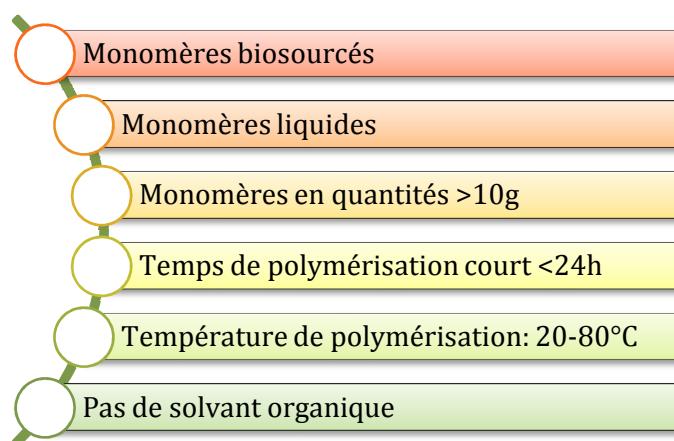 Monomères biosourcés
Monomères liquides
Monomères en quantités >10g
Temps de polymérisation court <24h
Température de polymérisation: 20-80°C
Pas de solvant organique